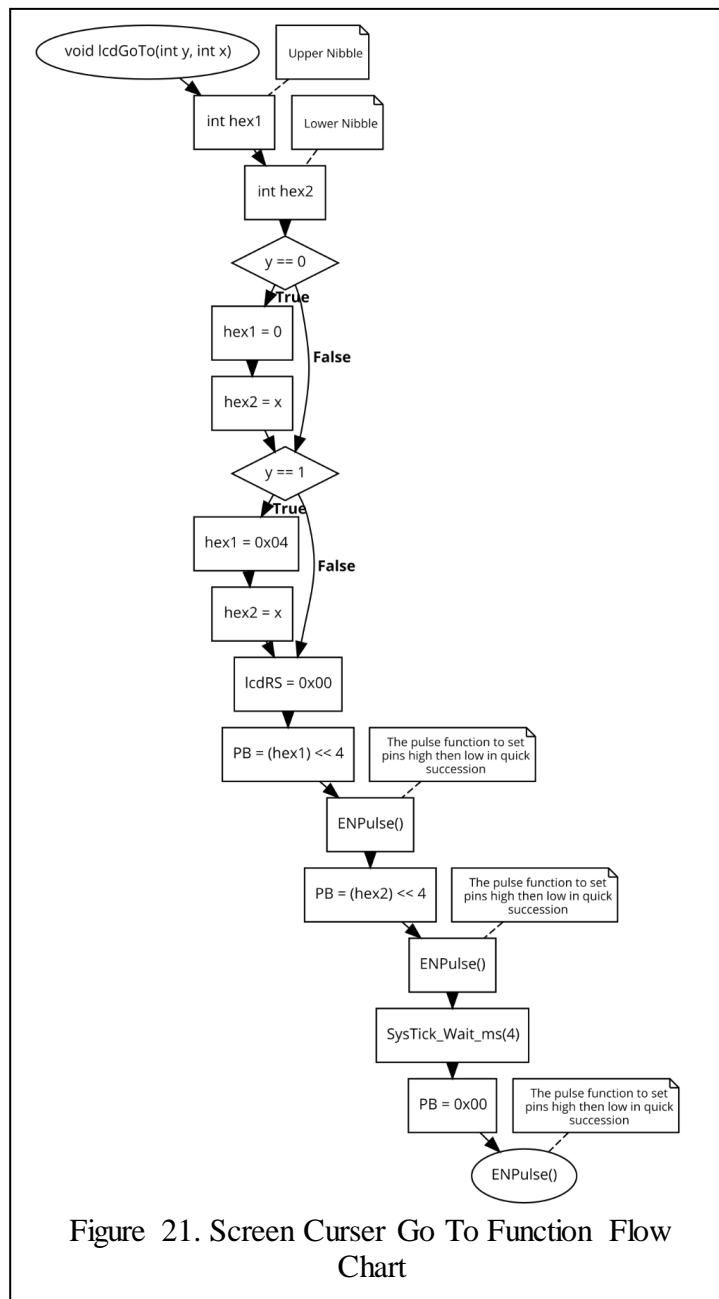 void lcdGoTo(int y, int x)
Upper Nibble
int hex1
Lower Nibble
int hex2
y == 0
True
hex1 = 0
False
hex2 = x
y == 1
True
hex1 = 0x04
False
hex2 = x
lcdRS = 0x00
PB = (hex1) << 4
The pulse function to set
pins high then low in quick
succession
ENPulse()
PB = (hex2) << 4
The pulse function to set
pins high then low in quick
succession
ENPulse()
SysTick_Wait_ms(4)
PB = 0x00
The pulse function to set
pins high then low in quick
succession
ENPulse()
Figure 21. Screen Curser Go To Function Flow
Chart